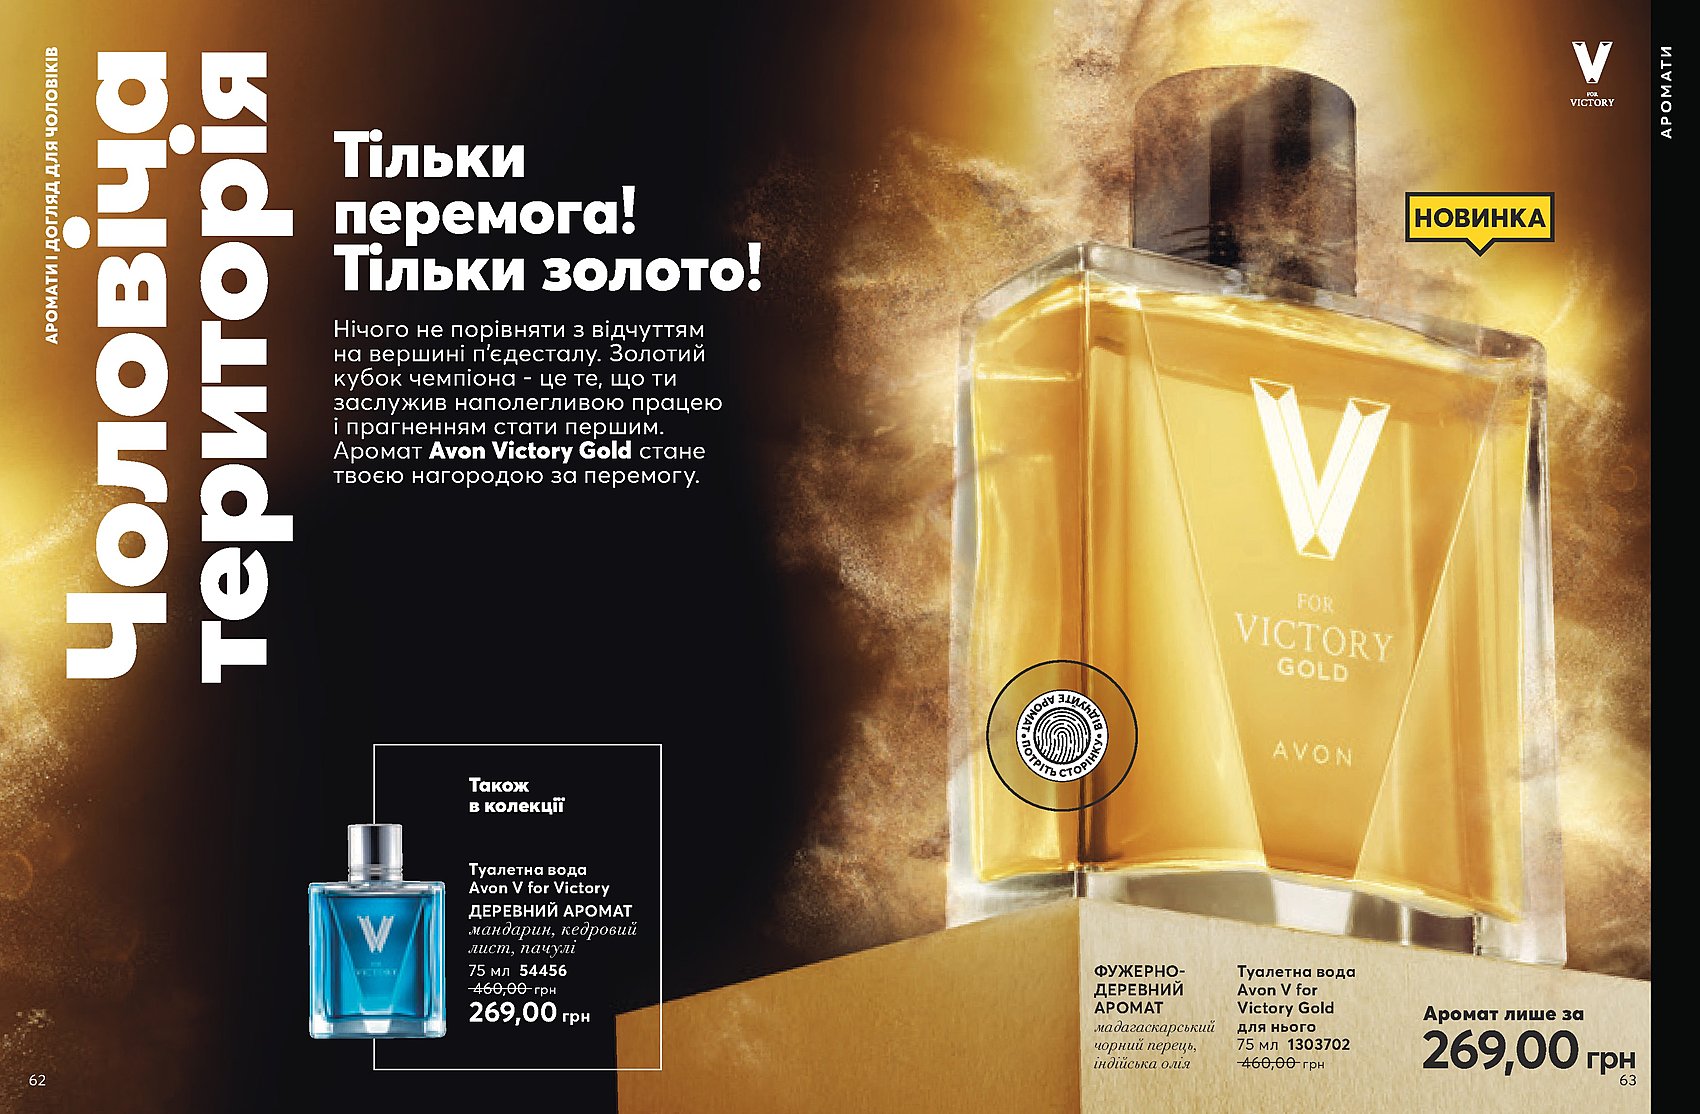 АРОМАТИ І ДОГЛЯД ДЛЯ ЧОЛОВІКІВ
Чоловіча
територія
Тільки
перемога!
Тільки золото!
Нічого не порівняти з відчуттям
на вершині п'єдесталу. Золотий
кубок чемпіона - це те, що ти
заслужив наполегливою працею
і прагненням стати першим.
Аромат Avon Victory Gold стане
твоєю нагородою за перемогу.
Також
в колекції
Туалетна вода
Avon V for Victory
ДЕРЕВНИЙ АРОМАТ
мандарин, кедровий
лист, пачулі
75 мл 54456
460,00 грн
269,00 грн
V
FOR
VICTORY
62
V
FOR
VICTORY
АРОМАТИ
НОВИНКА
V
FOR
VICTORY
GOLD
AVON
ВІДЧУЙТЕ АРОМАТ • ПОТРІТЬ СТОРІНКУ •
ФУЖЕРНО-
ДЕРЕВНИЙ
АРОМАТ
мадагаскарський
чорний перець,
індійська олія
Туалетна вода
Avon V for
Victory Gold
для нього
75 мл 1303702
460,00 грн
Аромат лише за
269,00 грн
63